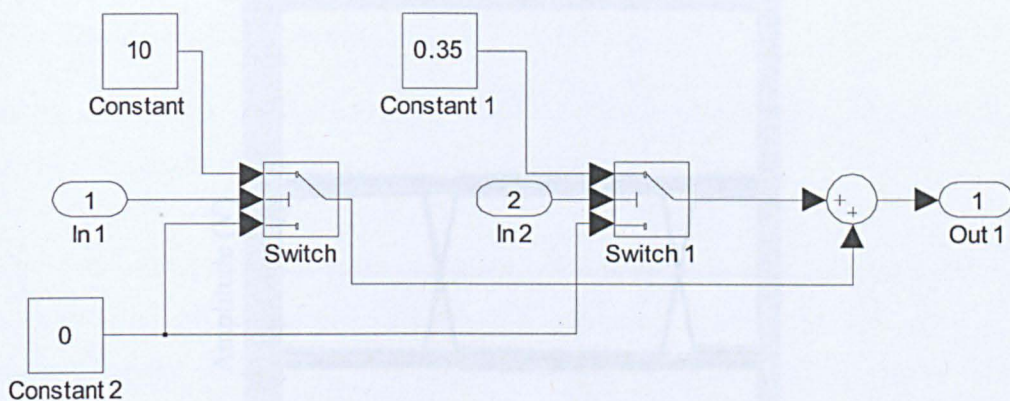 10
Constant
0.35
Constant 1
1
In 1
Switch
2
In 2
Switch 1
+
+
1
Out 1
0
Constant 2